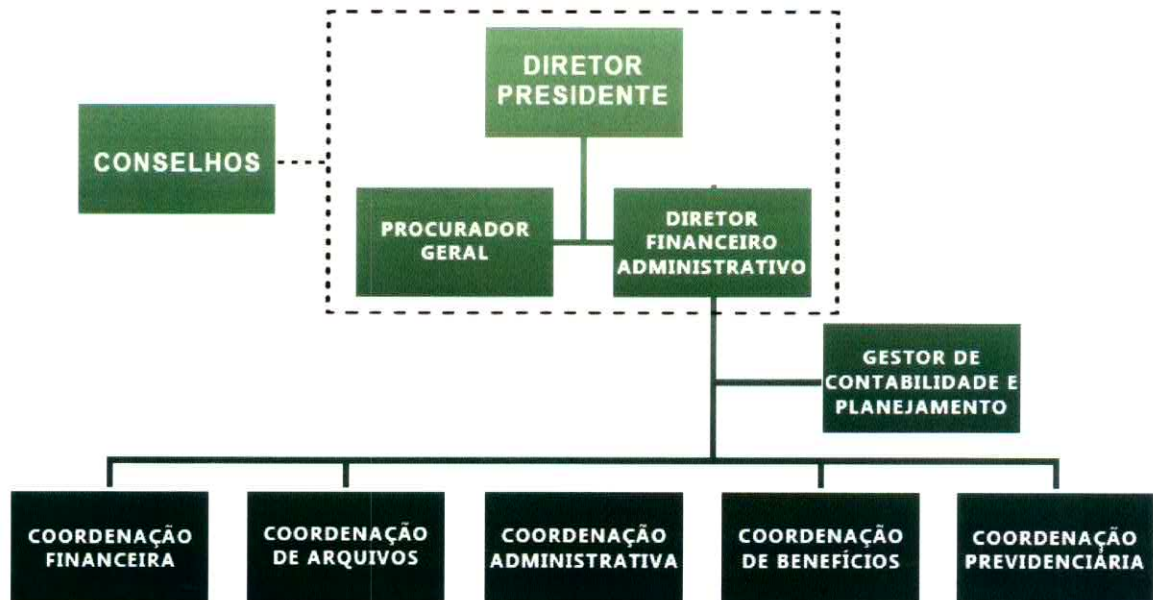 DIRETOR
PRESIDENTE
CONSELHOS
PROCURADOR
GERAL
DIRETOR
FINANCEIRO
ADMINISTRATIVO
GESTOR DE
CONTABILIDADE E
PLANEJAMENTO
COORDENAÇÃO
FINANCEIRA
COORDENAÇÃO
DE ARQUIVOS
COORDENAÇÃO
ADMINISTRATIVA
COORDENAÇÃO
DE BENEFÍCIOS
COORDENAÇÃO
PREVIDENCIÁRIA